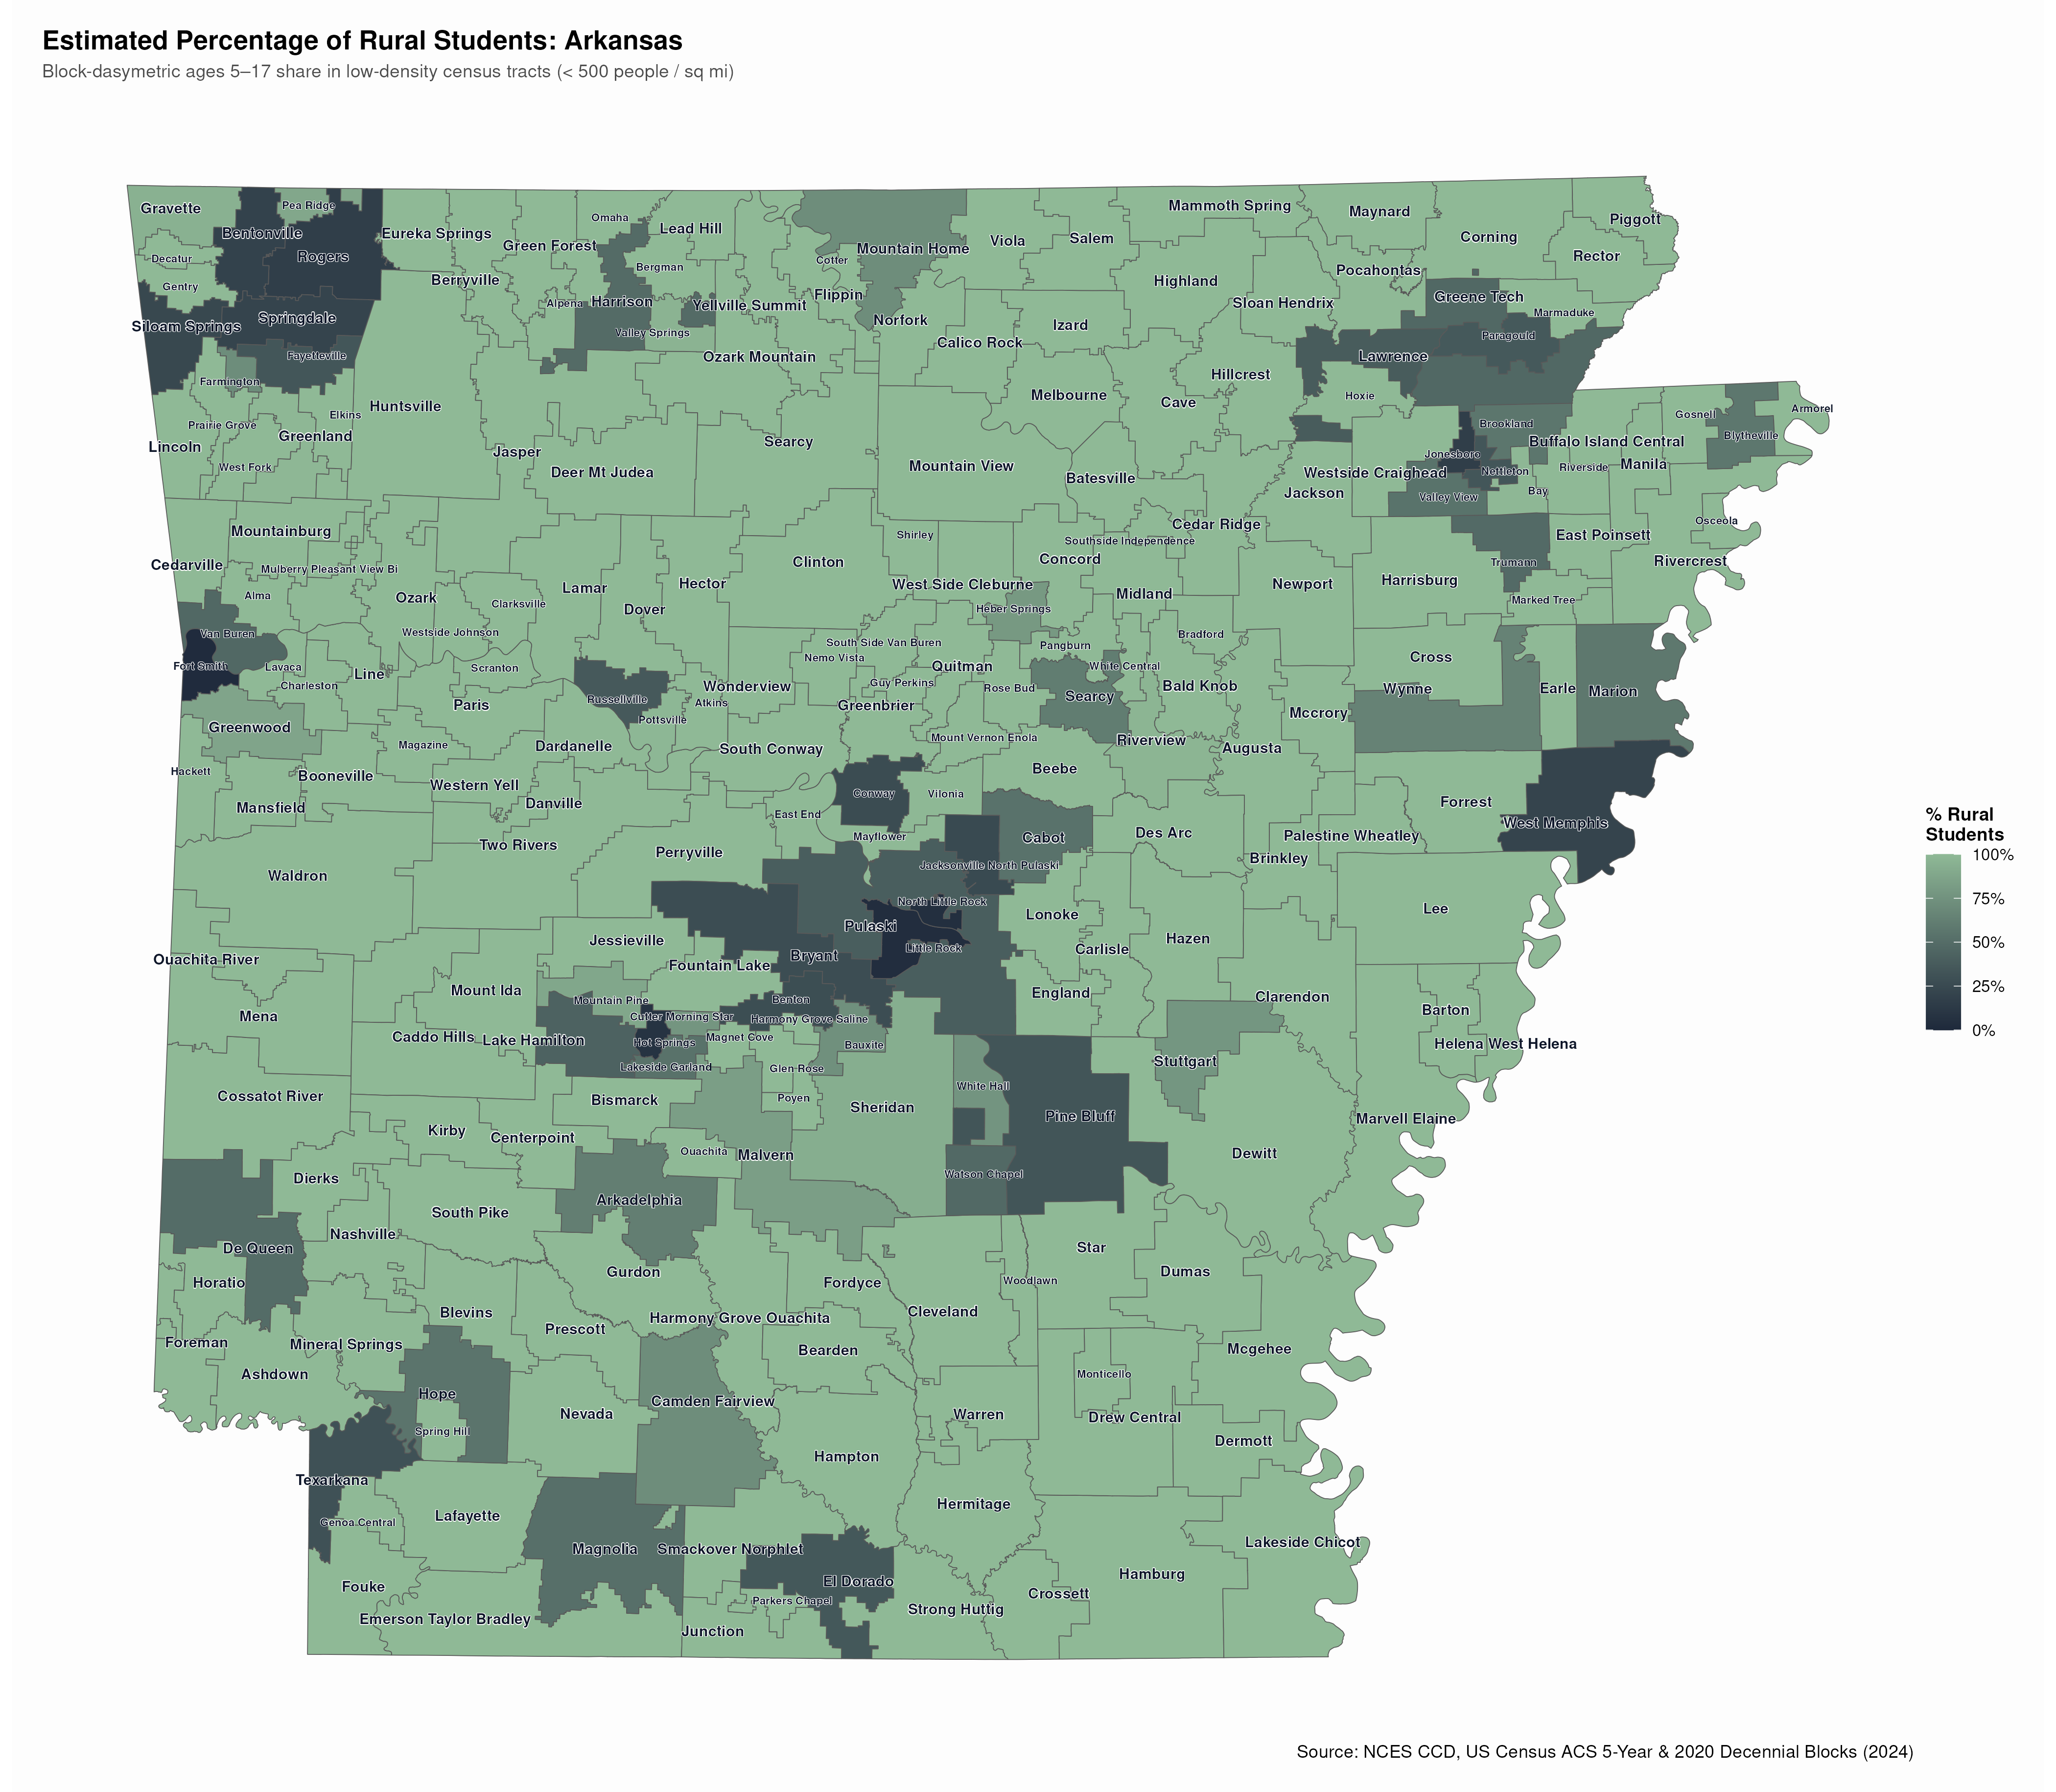 Estimated Percentage of Rural Students: Arkansas
Block-dasymetric ages 5–17 share in low-density census tracts (< 500 people / sq mi)
Gravette
Pea Ridge
Bentonville
Rogers
Decatur
Gentry
Siloam Springs
Springdale
Fayetteville
Farmington
Prairie Grove
Elkins
Lincoln
Greenland
West Fork
Eureka Springs
Berryville
Green Forest
Omaha
Lead Hill
Bergman
Alpena
Harrison
Valley Springs
Yellville Summit
Cotter
Flippin
Mountain Home
Norfork
Viola
Salem
Mammoth Spring
Maynard
Corning
Piggott
Rector
Pocahontas
Highland
Sloan Hendrix
Greene Tech
Marmaduke
Paragould
Lawrence
Hoxie
Izard
Calico Rock
Ozark Mountain
Huntsville
Jasper
Deer Mt Judea
Searcy
Melbourne
Cave
Hillcrest
Mountain View
Batesville
Brookland
Jonesboro
Nettleton
Westside Craighead
Valley View
Bay
Buffalo Island Central
Riverside
Manila
Gosnell
Blytheville
Armorel
Jackson
Cedar Ridge
Southside Independence
Osceola
East Poinsett
Rivercrest
Trumann
Harrisburg
Marked Tree
Newport
Mountainburg
Cedarville
Mulberry Pleasant View Bi
Alma
Ozark
Clarksville
Lamar
Hector
Dover
Clinton
Shirley
West Side Cleburne
Concord
Heber Springs
Midland
Van Buren
Fort Smith
Lavaca
Charleston
Line
Westside Johnson
Scranton
Paris
Russellville
Pottsville
Atkins
Wonderview
South Side Van Buren
Nemo Vista
Guy Perkins
Quitman
Greenbrier
Rose Bud
Pangburn
White Central
Searcy
Bradford
Bald Knob
Cross
Wynne
Earle
Marion
Mccrory
Greenwood
Hackett
Mansfield
Booneville
Magazine
Western Yell
Danville
Dardanelle
South Conway
Mount Vernon Enola
Riverview
Augusta
Beebe
Conway
Vilonia
East End
Mayflower
Cabot
Des Arc
Forrest
West Memphis
Palestine Wheatley
Brinkley
Two Rivers
Perryville
Waldron
Jacksonville North Pulaski
North Little Rock
Pulaski
Little Rock
Lonoke
Carlisle
Hazen
Lee
Jessieville
Fountain Lake
Bryant
Ouachita River
Mena
Mount Ida
Mountain Pine
Cutter Morning Star
Benton
Harmony Grove Saline
England
Clarendon
Barton
Helena West Helena
Caddo Hills
Lake Hamilton
Hot Springs
Magnet Cove
Bauxite
Lakeside Garland
Glen Rose
Stuttgart
White Hall
Pine Bluff
Cossatot River
Bismarck
Poyen
Sheridan
Marvell Elaine
Kirby
Centerpoint
Ouachita
Malvern
Watson Chapel
Dewitt
Dierks
South Pike
Arkadelphia
Nashville
De Queen
Horatio
Gurdon
Fordyce
Woodlawn
Star
Dumas
Blevins
Prescott
Harmony Grove Ouachita
Cleveland
Foreman
Mineral Springs
Ashdown
Bearden
Mcgehee
Monticello
Hope
Spring Hill
Nevada
Camden Fairview
Warren
Drew Central
Dermott
Hampton
Texarkana
Genoa Central
Lafayette
Hermitage
Lakeside Chicot
Magnolia
Smackover Norphlet
El Dorado
Parkers Chapel
Hamburg
Crossett
Fouke
Emerson Taylor Bradley
Junction
Strong Huttig
% Rural
Students
100%
75%
50%
25%
0%
Source: NCES CCD, US Census ACS 5-Year & 2020 Decennial Blocks (2024)